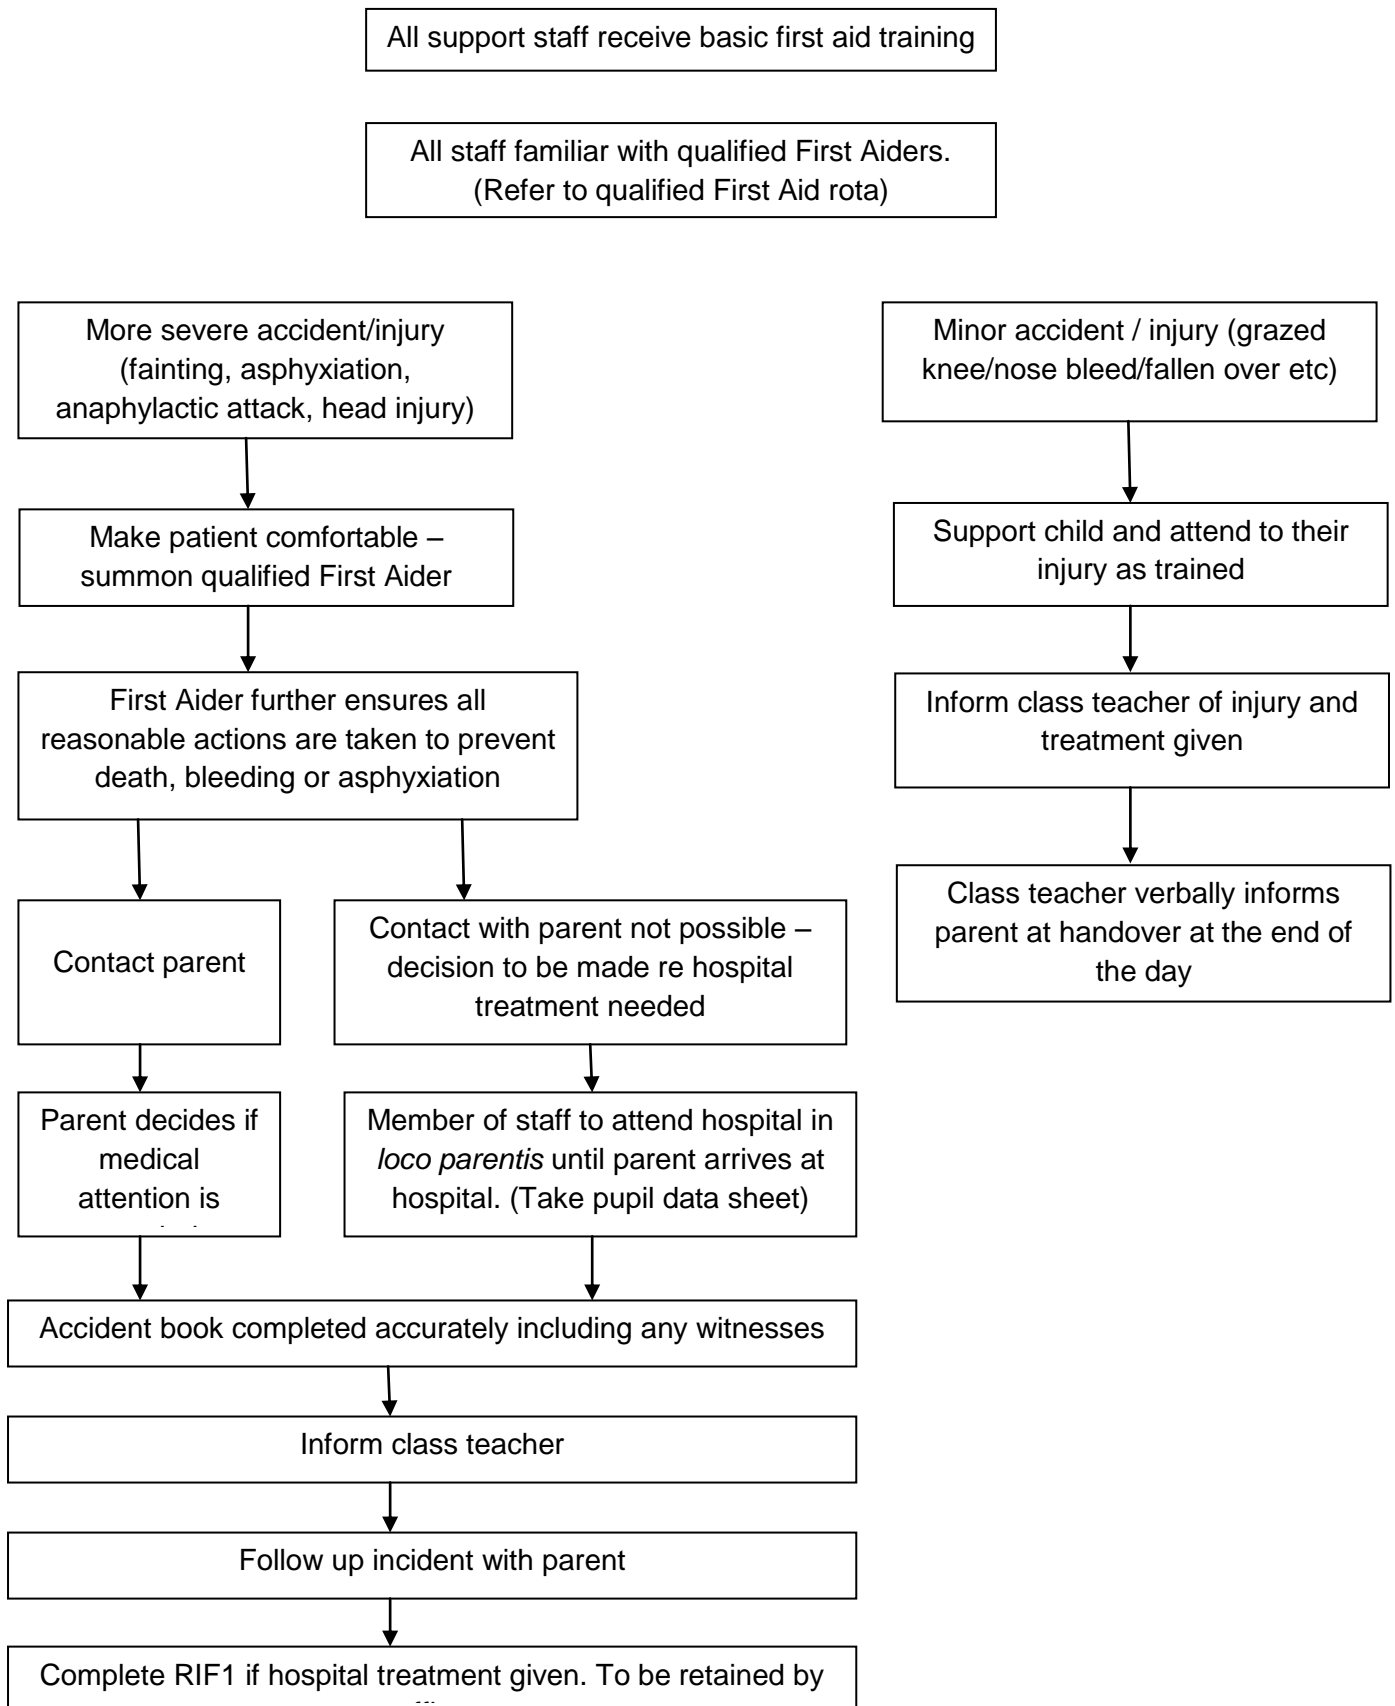 All support staff receive basic first aid training
All staff familiar with qualified First Aiders.
(Refer to qualified First Aid rota)
More severe accident/injury
(fainting, asphyxiation,
anaphylactic attack, head injury)
Make patient comfortable –
summon qualified First Aider
First Aider further ensures all
reasonable actions are taken to prevent
death, bleeding or asphyxiation
Contact parent
Contact with parent not possible –
decision to be made re hospital
treatment needed
Parent decides if
medical
attention is
Member of staff to attend hospital in
loco parentis until parent arrives at
hospital. (Take pupil data sheet)
Accident book completed accurately including any witnesses
Inform class teacher
Follow up incident with parent
Complete RIF1 if hospital treatment given. To be retained by
Minor accident / injury (grazed
knee/nose bleed/fallen over etc)
Support child and attend to their
injury as trained
Inform class teacher of injury and
treatment given
Class teacher verbally informs
parent at handover at the end of
the day